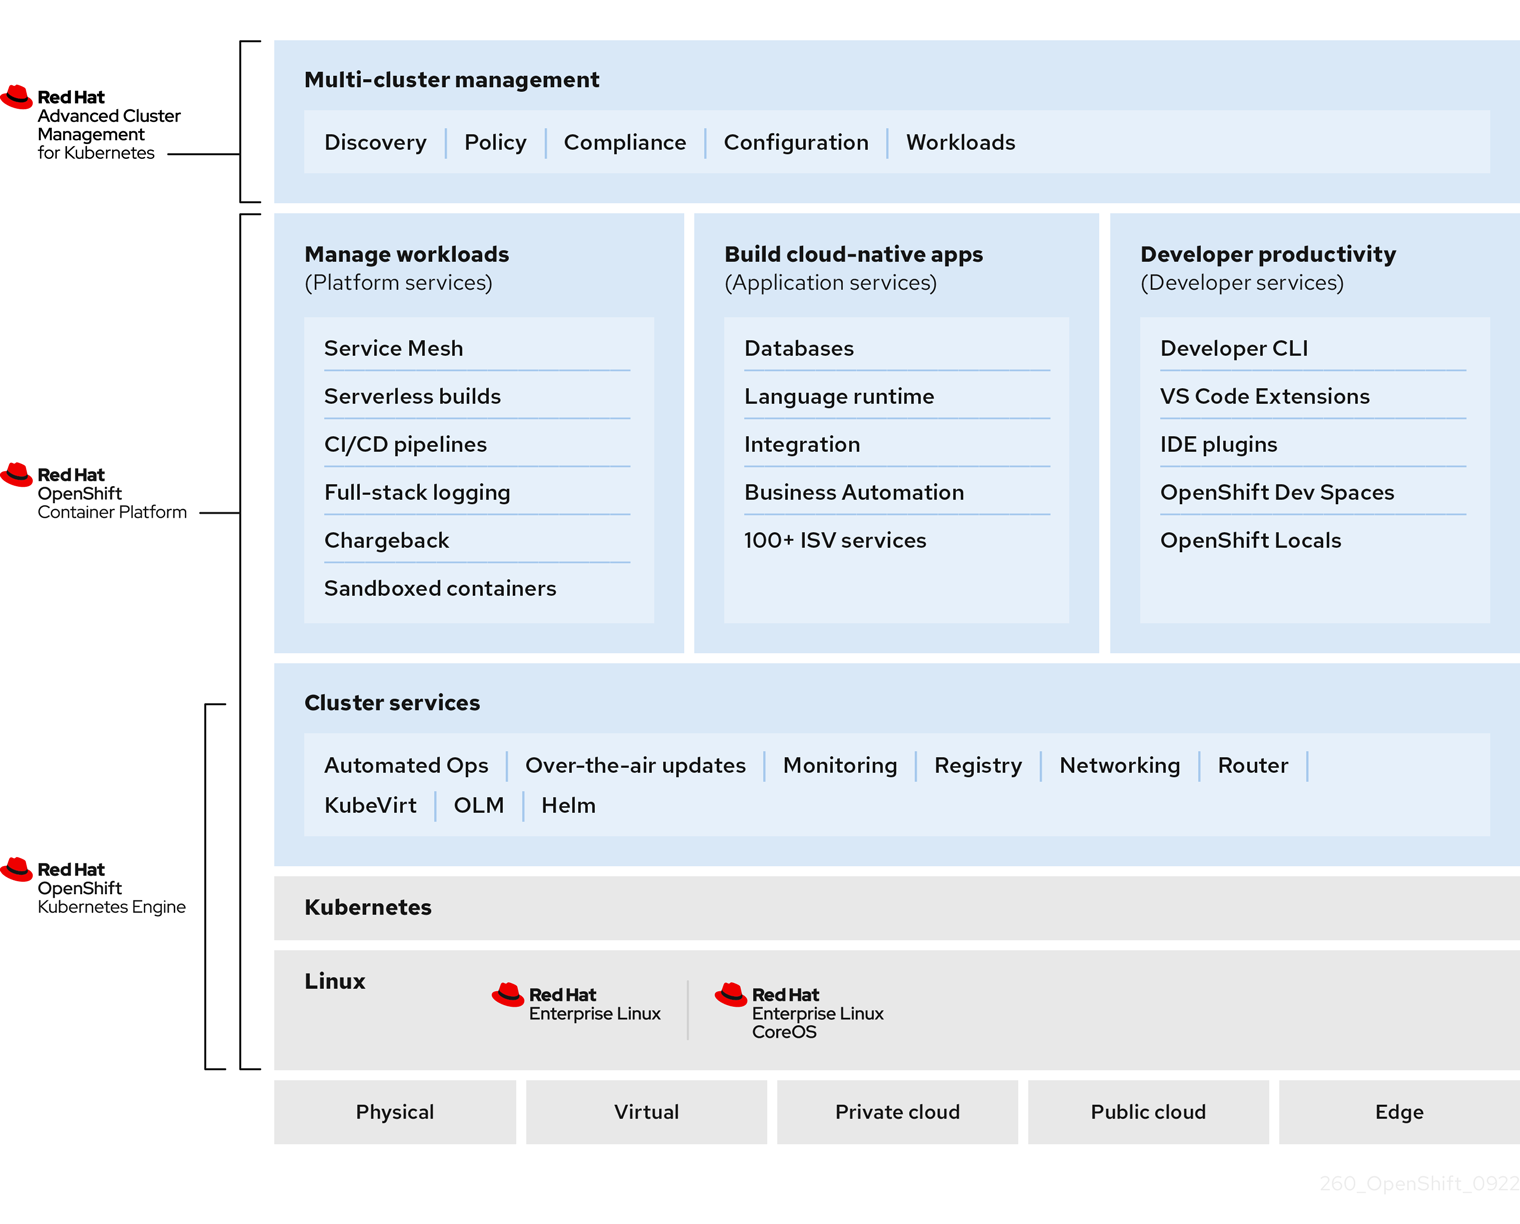 Multi-cluster management
Red Hat
Advanced Cluster
Management
for Kubernetes
Discovery
Policy
Compliance
Configuration
Workloads
Manage workloads
(Platform services)
Service Mesh
Serverless builds
CI/CD pipelines
Full-stack logging
Chargeback
Sandboxed containers
Build cloud-native apps
(Application services)
Databases
Language runtime
Integration
Business Automation
100+ ISV services
Developer productivity
(Developer services)
Developer CLI
VS Code Extensions
IDE plugins
OpenShift Dev Spaces
OpenShift Locals
Red Hat
OpenShift
Container Platform
Cluster services
Automated Ops
Over-the-air updates
Monitoring
Registry
Networking
Router
KubeVirt
OLM
Helm
Red Hat
OpenShift
Kubernetes Engine
Kubernetes
Linux
Red Hat
Enterprise Linux
Red Hat
Enterprise Linux
CoreOS
Physical
Virtual
Private cloud
Public cloud
Edge
260_OpenShift_0922